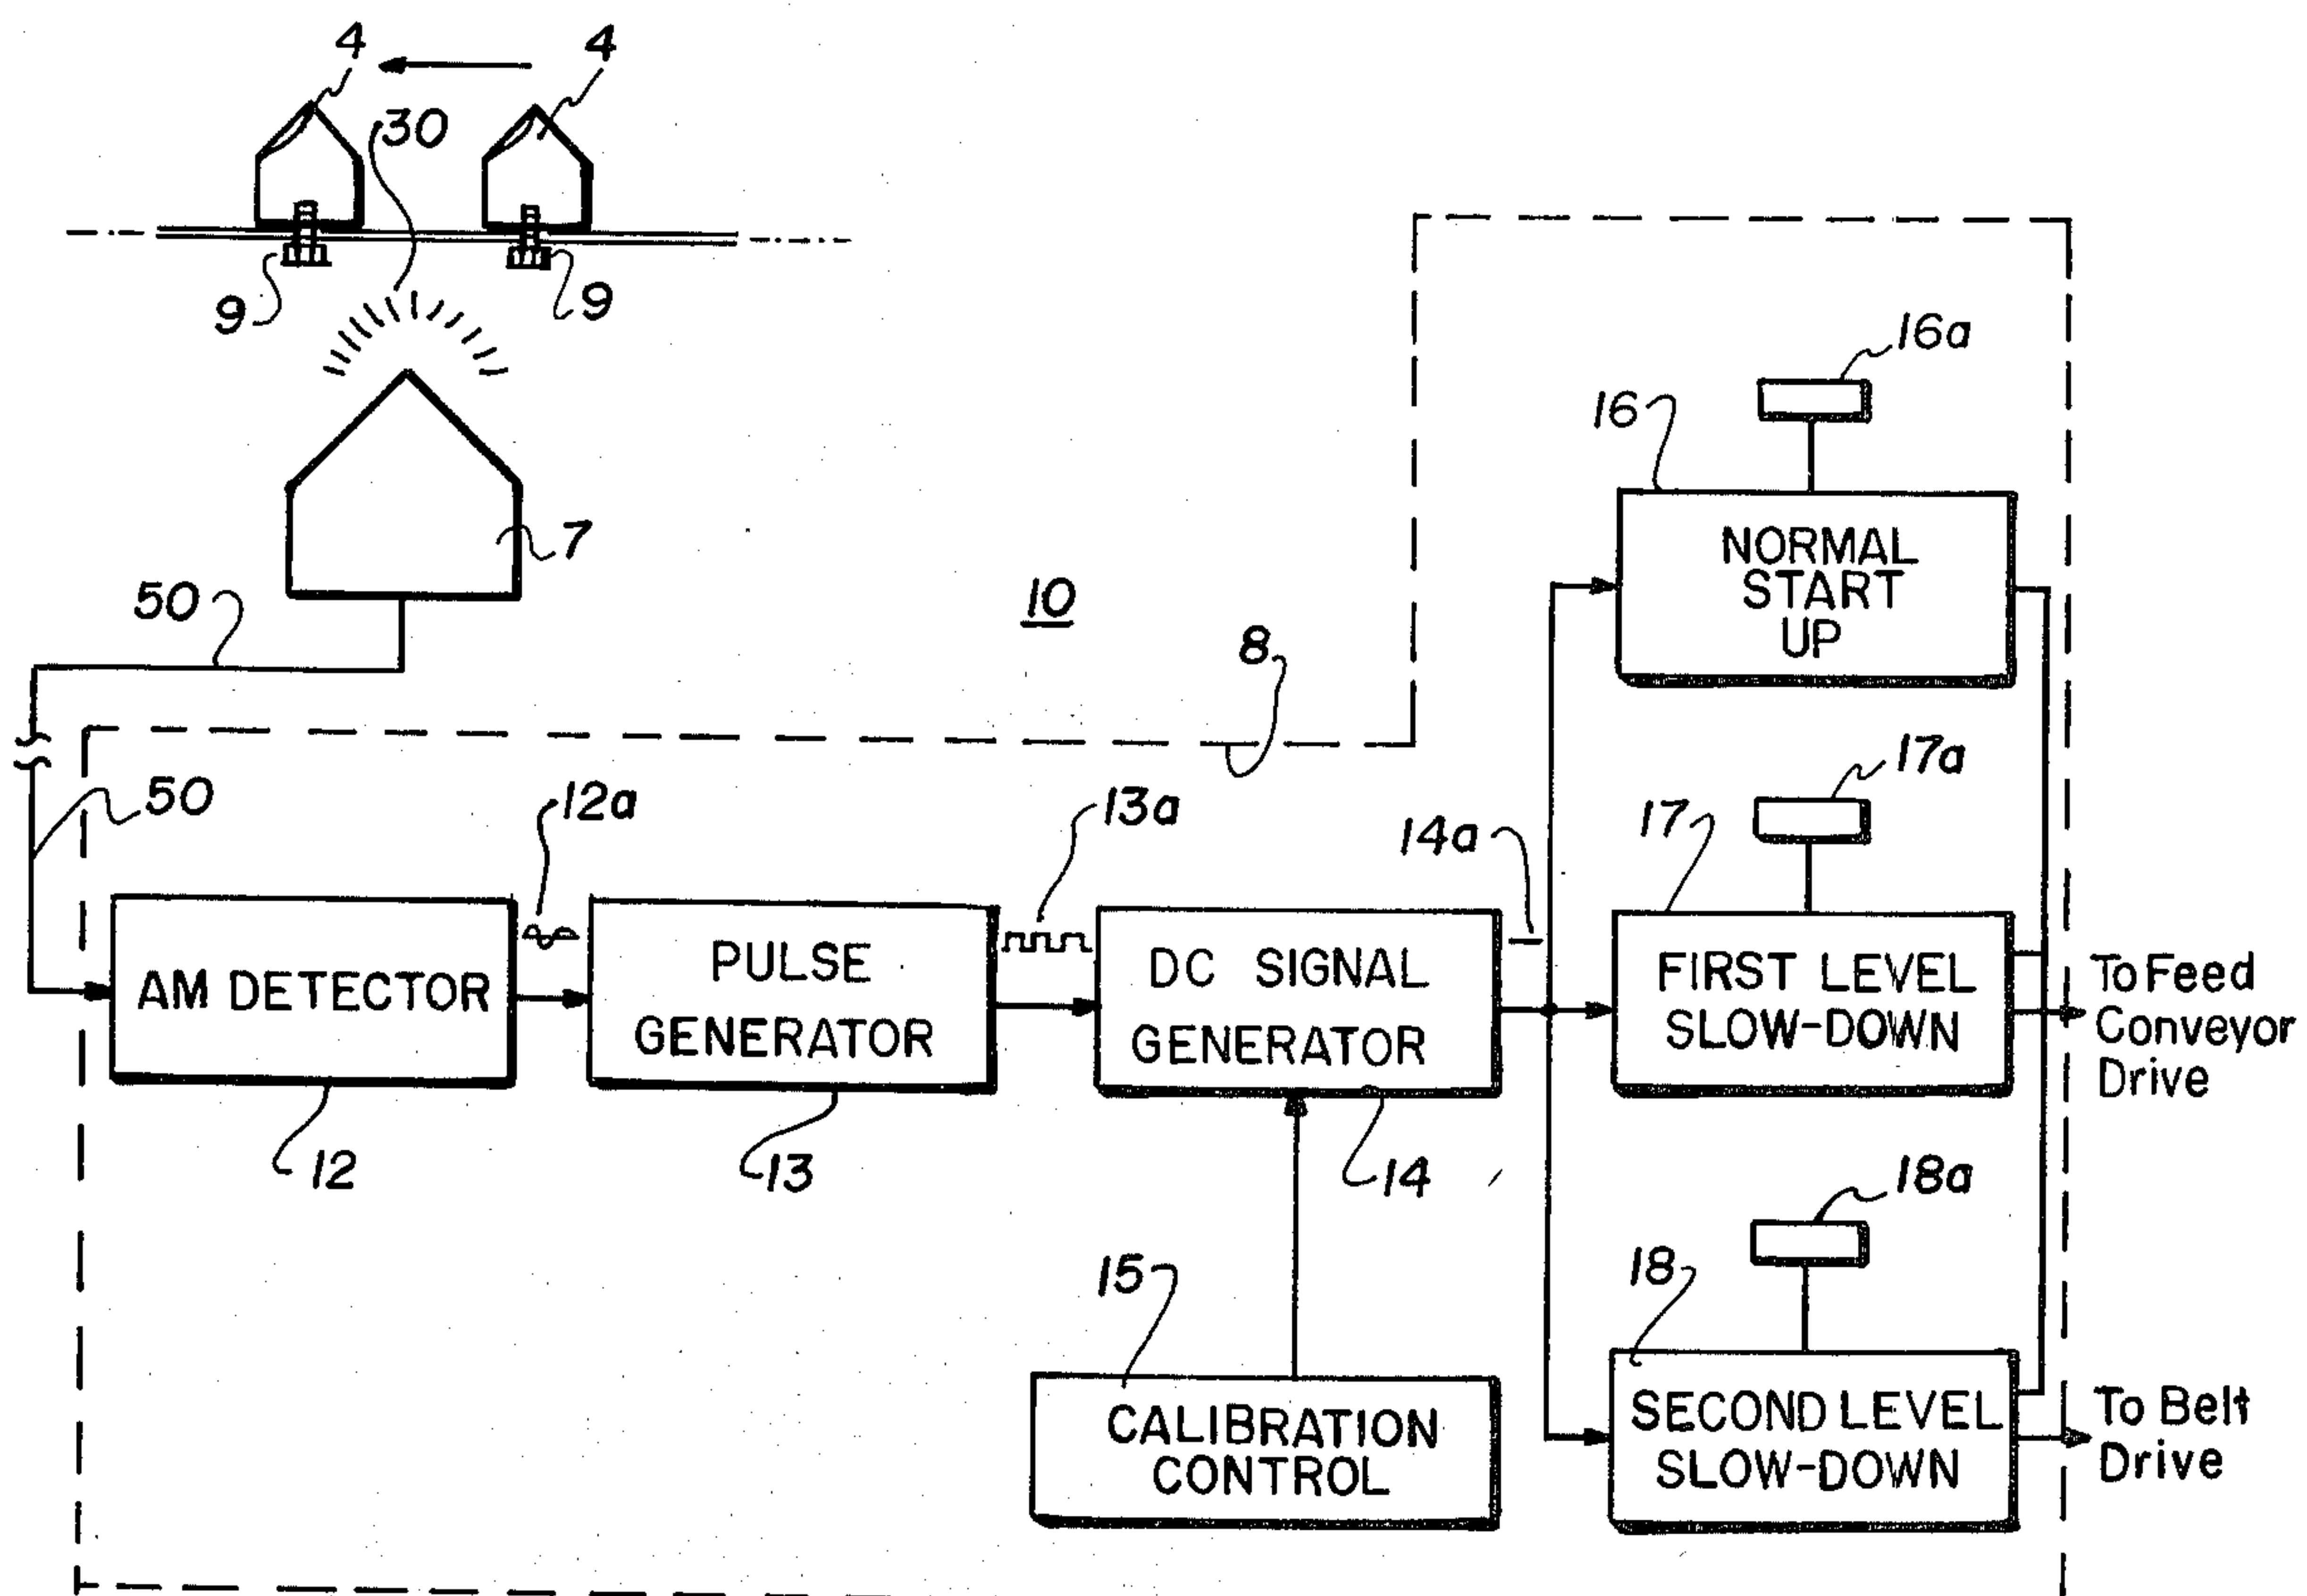 4
4
30
9
9
16a
16
NORMAL
START
UP
7
50
10
8
17a
50
12a
13a
14a
17
AM DETECTOR
PULSE
GENERATOR
DC SIGNAL
GENERATOR
FIRST LEVEL
SLOW-DOWN
To Feed
Conveyor
Drive
12
13
14
18a
15
18
CALIBRATION
CONTROL
SECOND LEVEL
SLOW-DOWN
To Belt
Drive